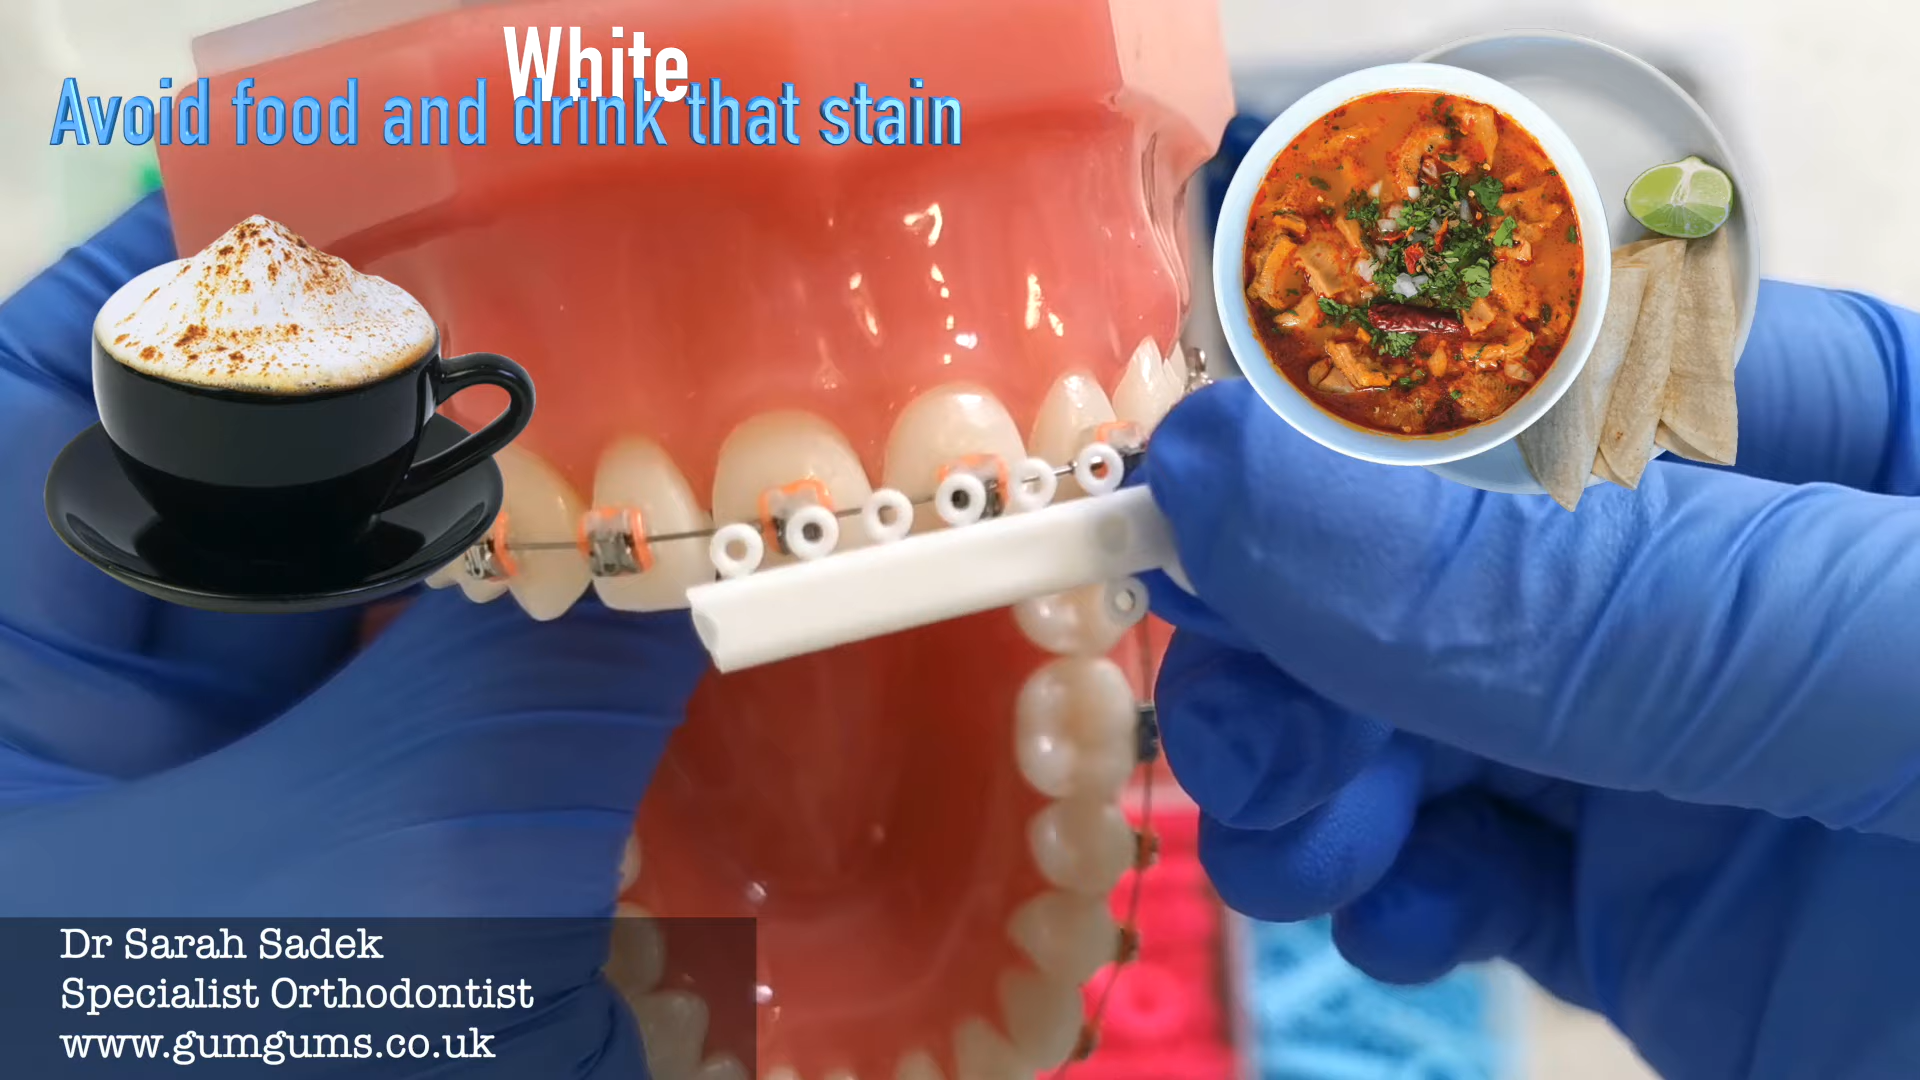 White
Avoid food and drink that stain
Dr Sarah Sadek
Specialist Orthodontist
www.gumgums.co.uk